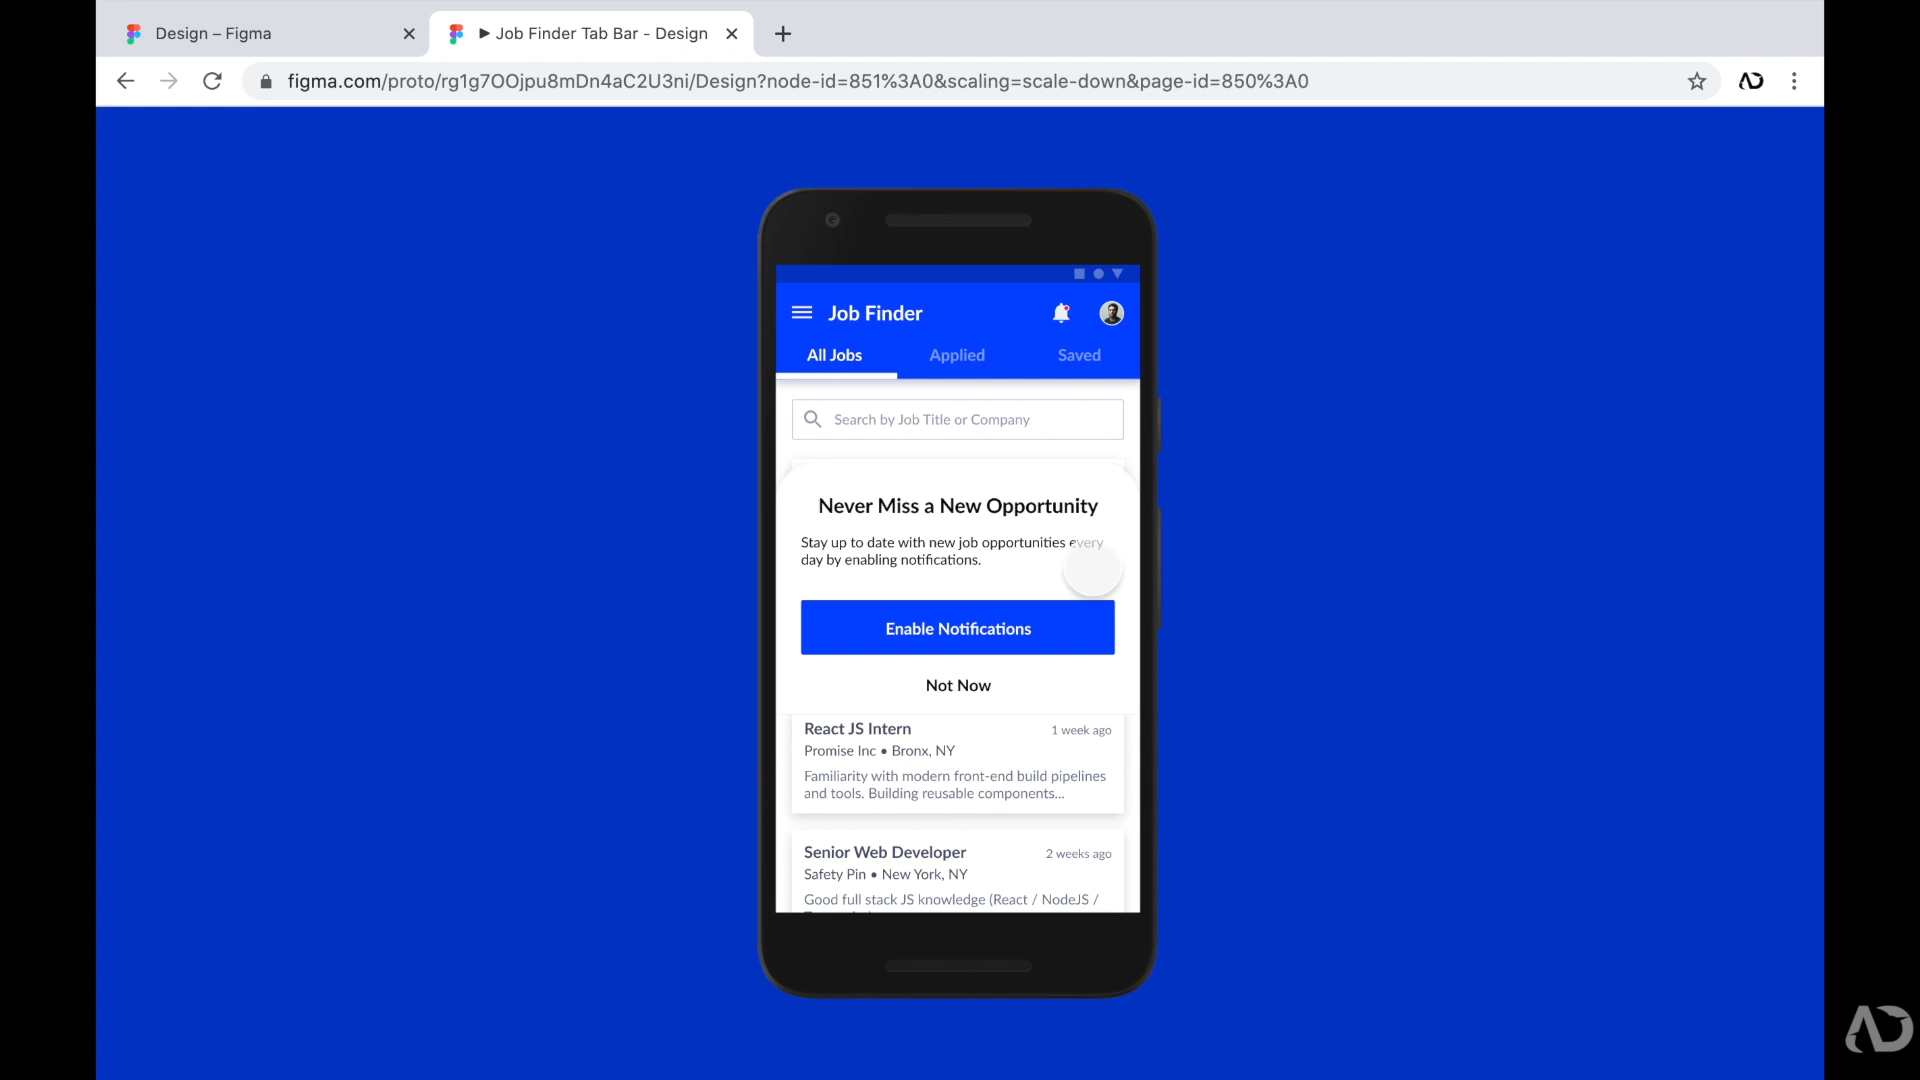 Design – Figma
▶ Job Finder Tab Bar - Design
figma.com/proto/rg1g7OOjpu8mDn4aC2U3ni/Design?node-id=851%3A0&scaling=scale-down&page-id=850%3A0
Job Finder
All Jobs Applied Saved
Search by Job Title or Company
Never Miss a New Opportunity
Stay up to date with new job opportunities every
day by enabling notifications.
Enable Notifications
Not Now
React JS Intern 1 week ago
Promise Inc • Bronx, NY
Familiarity with modern front-end build pipelines
and tools. Building reusable components...
Senior Web Developer 2 weeks ago
Safety Pin • New York, NY
Good full stack JS knowledge (React / NodeJS /